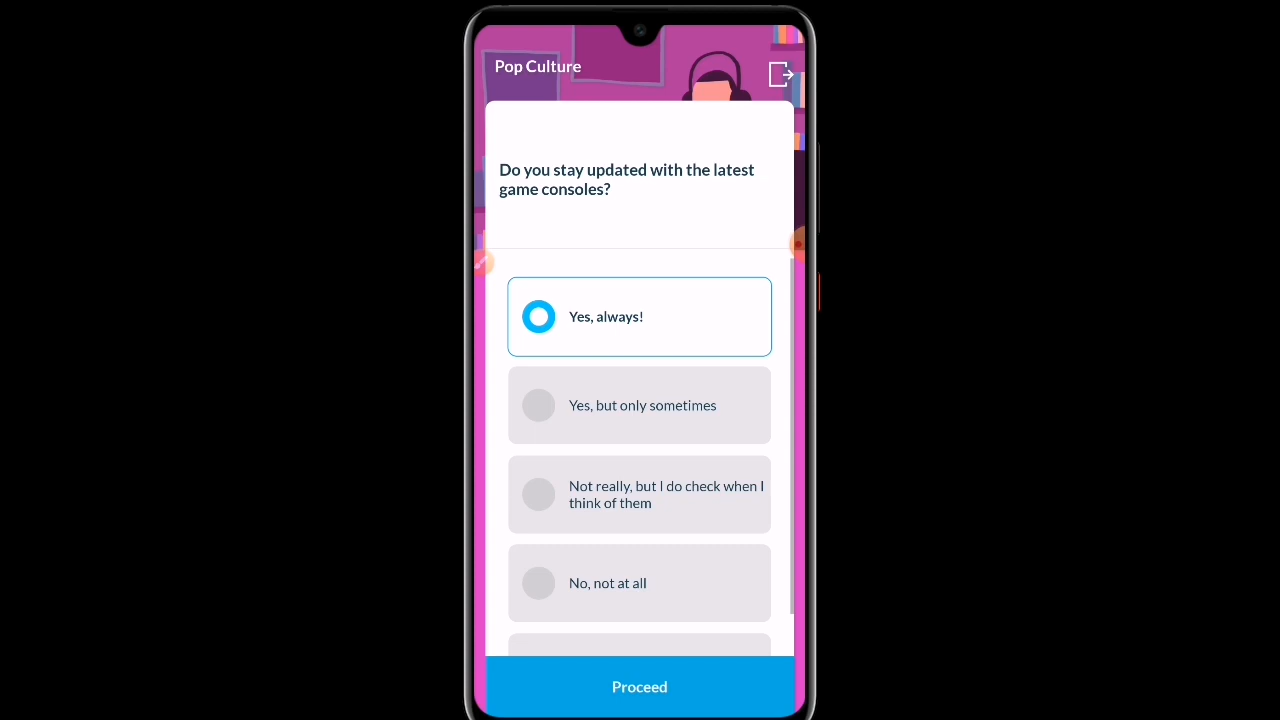 Pop Culture
Do you stay updated with the latest
game consoles?
Yes, always!
Yes, but only sometimes
Not really, but I do check when I
think of them
No, not at all
Proceed